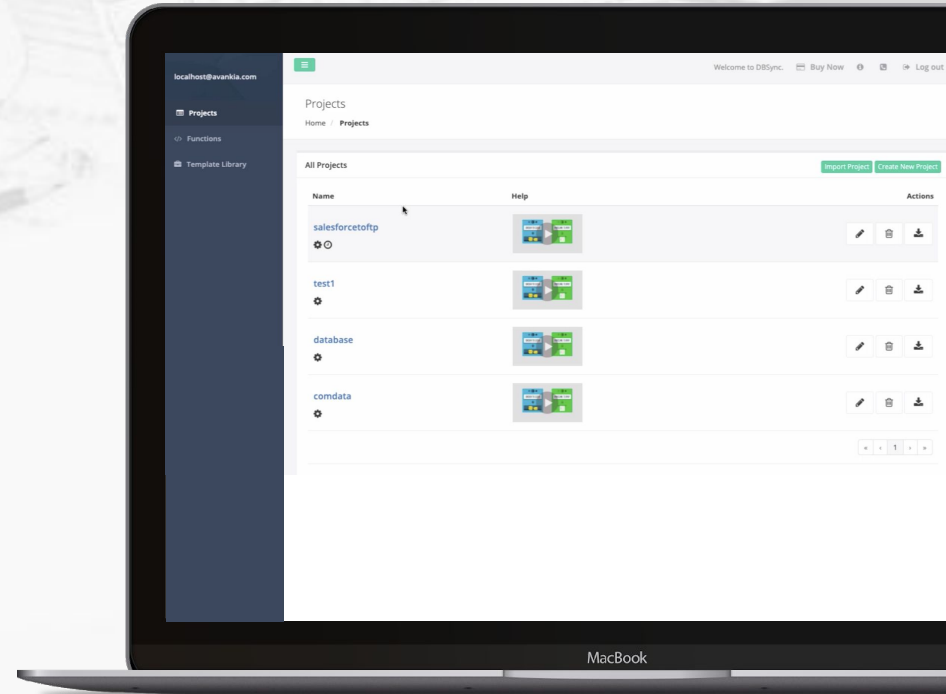 localhost@avankia.com
Projects
Functions
Template Library
Welcome to DBSync.
Buy Now
Log out
Projects
Home / Projects
All Projects
Import Project
Create New Project
Name
Help
Actions
salesforcetoftp
test1
database
comdata
« ‹ 1 › »
MacBook